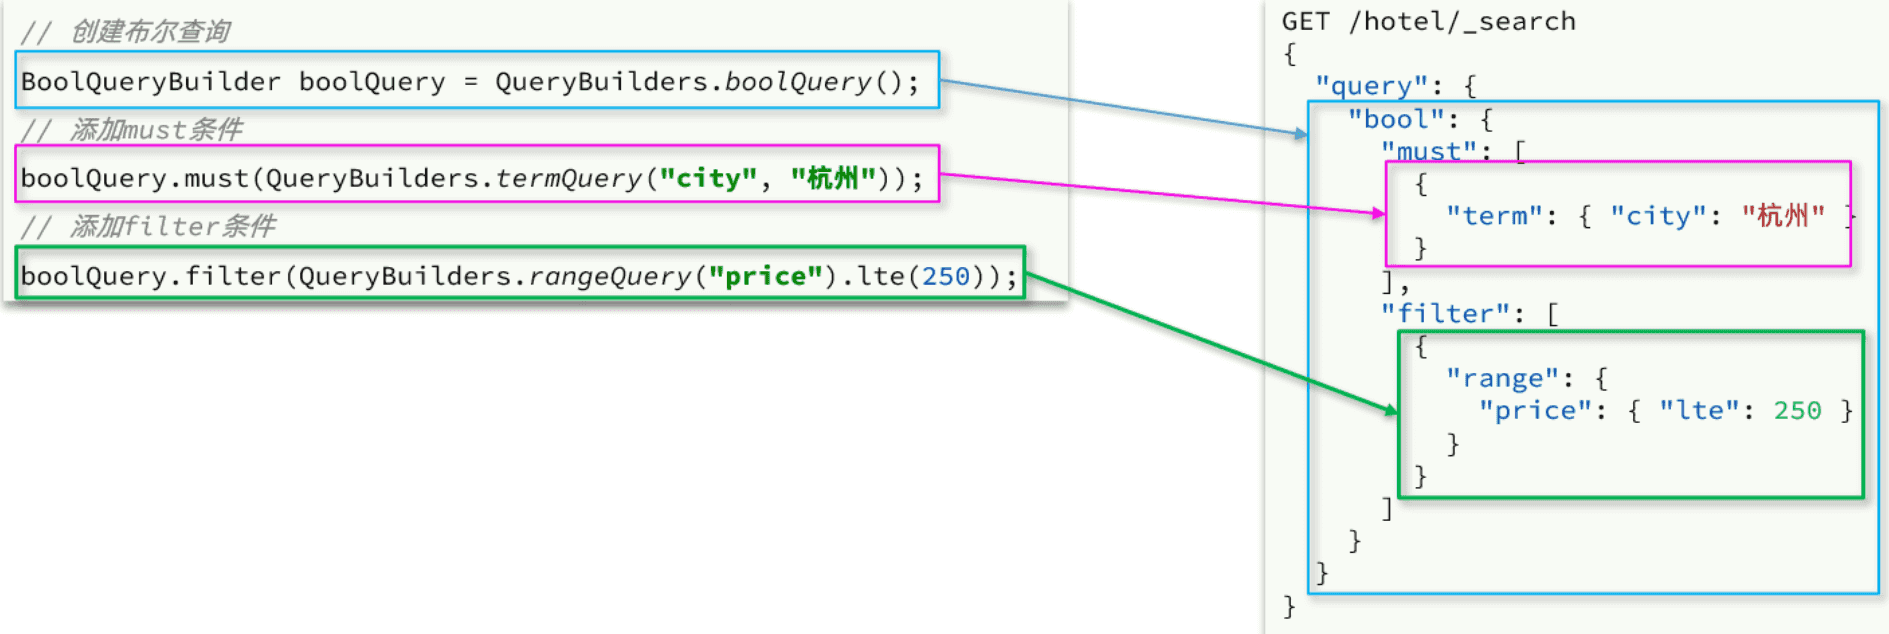 // 创建布尔查询
BoolQueryBuilder boolQuery = QueryBuilders.boolQuery();
// 添加must条件
boolQuery.must(QueryBuilders.termQuery("city", "杭州"));
// 添加filter条件
boolQuery.filter(QueryBuilders.rangeQuery("price").lte(250));
GET /hotel/_search
{
  "query": {
    "bool": {
      "must": [
        {
          "term": { "city": "杭州" }
        }
      ],
      "filter": [
        {
          "range": {
            "price": { "lte": 250 }
          }
        }
      ]
    }
  }
}